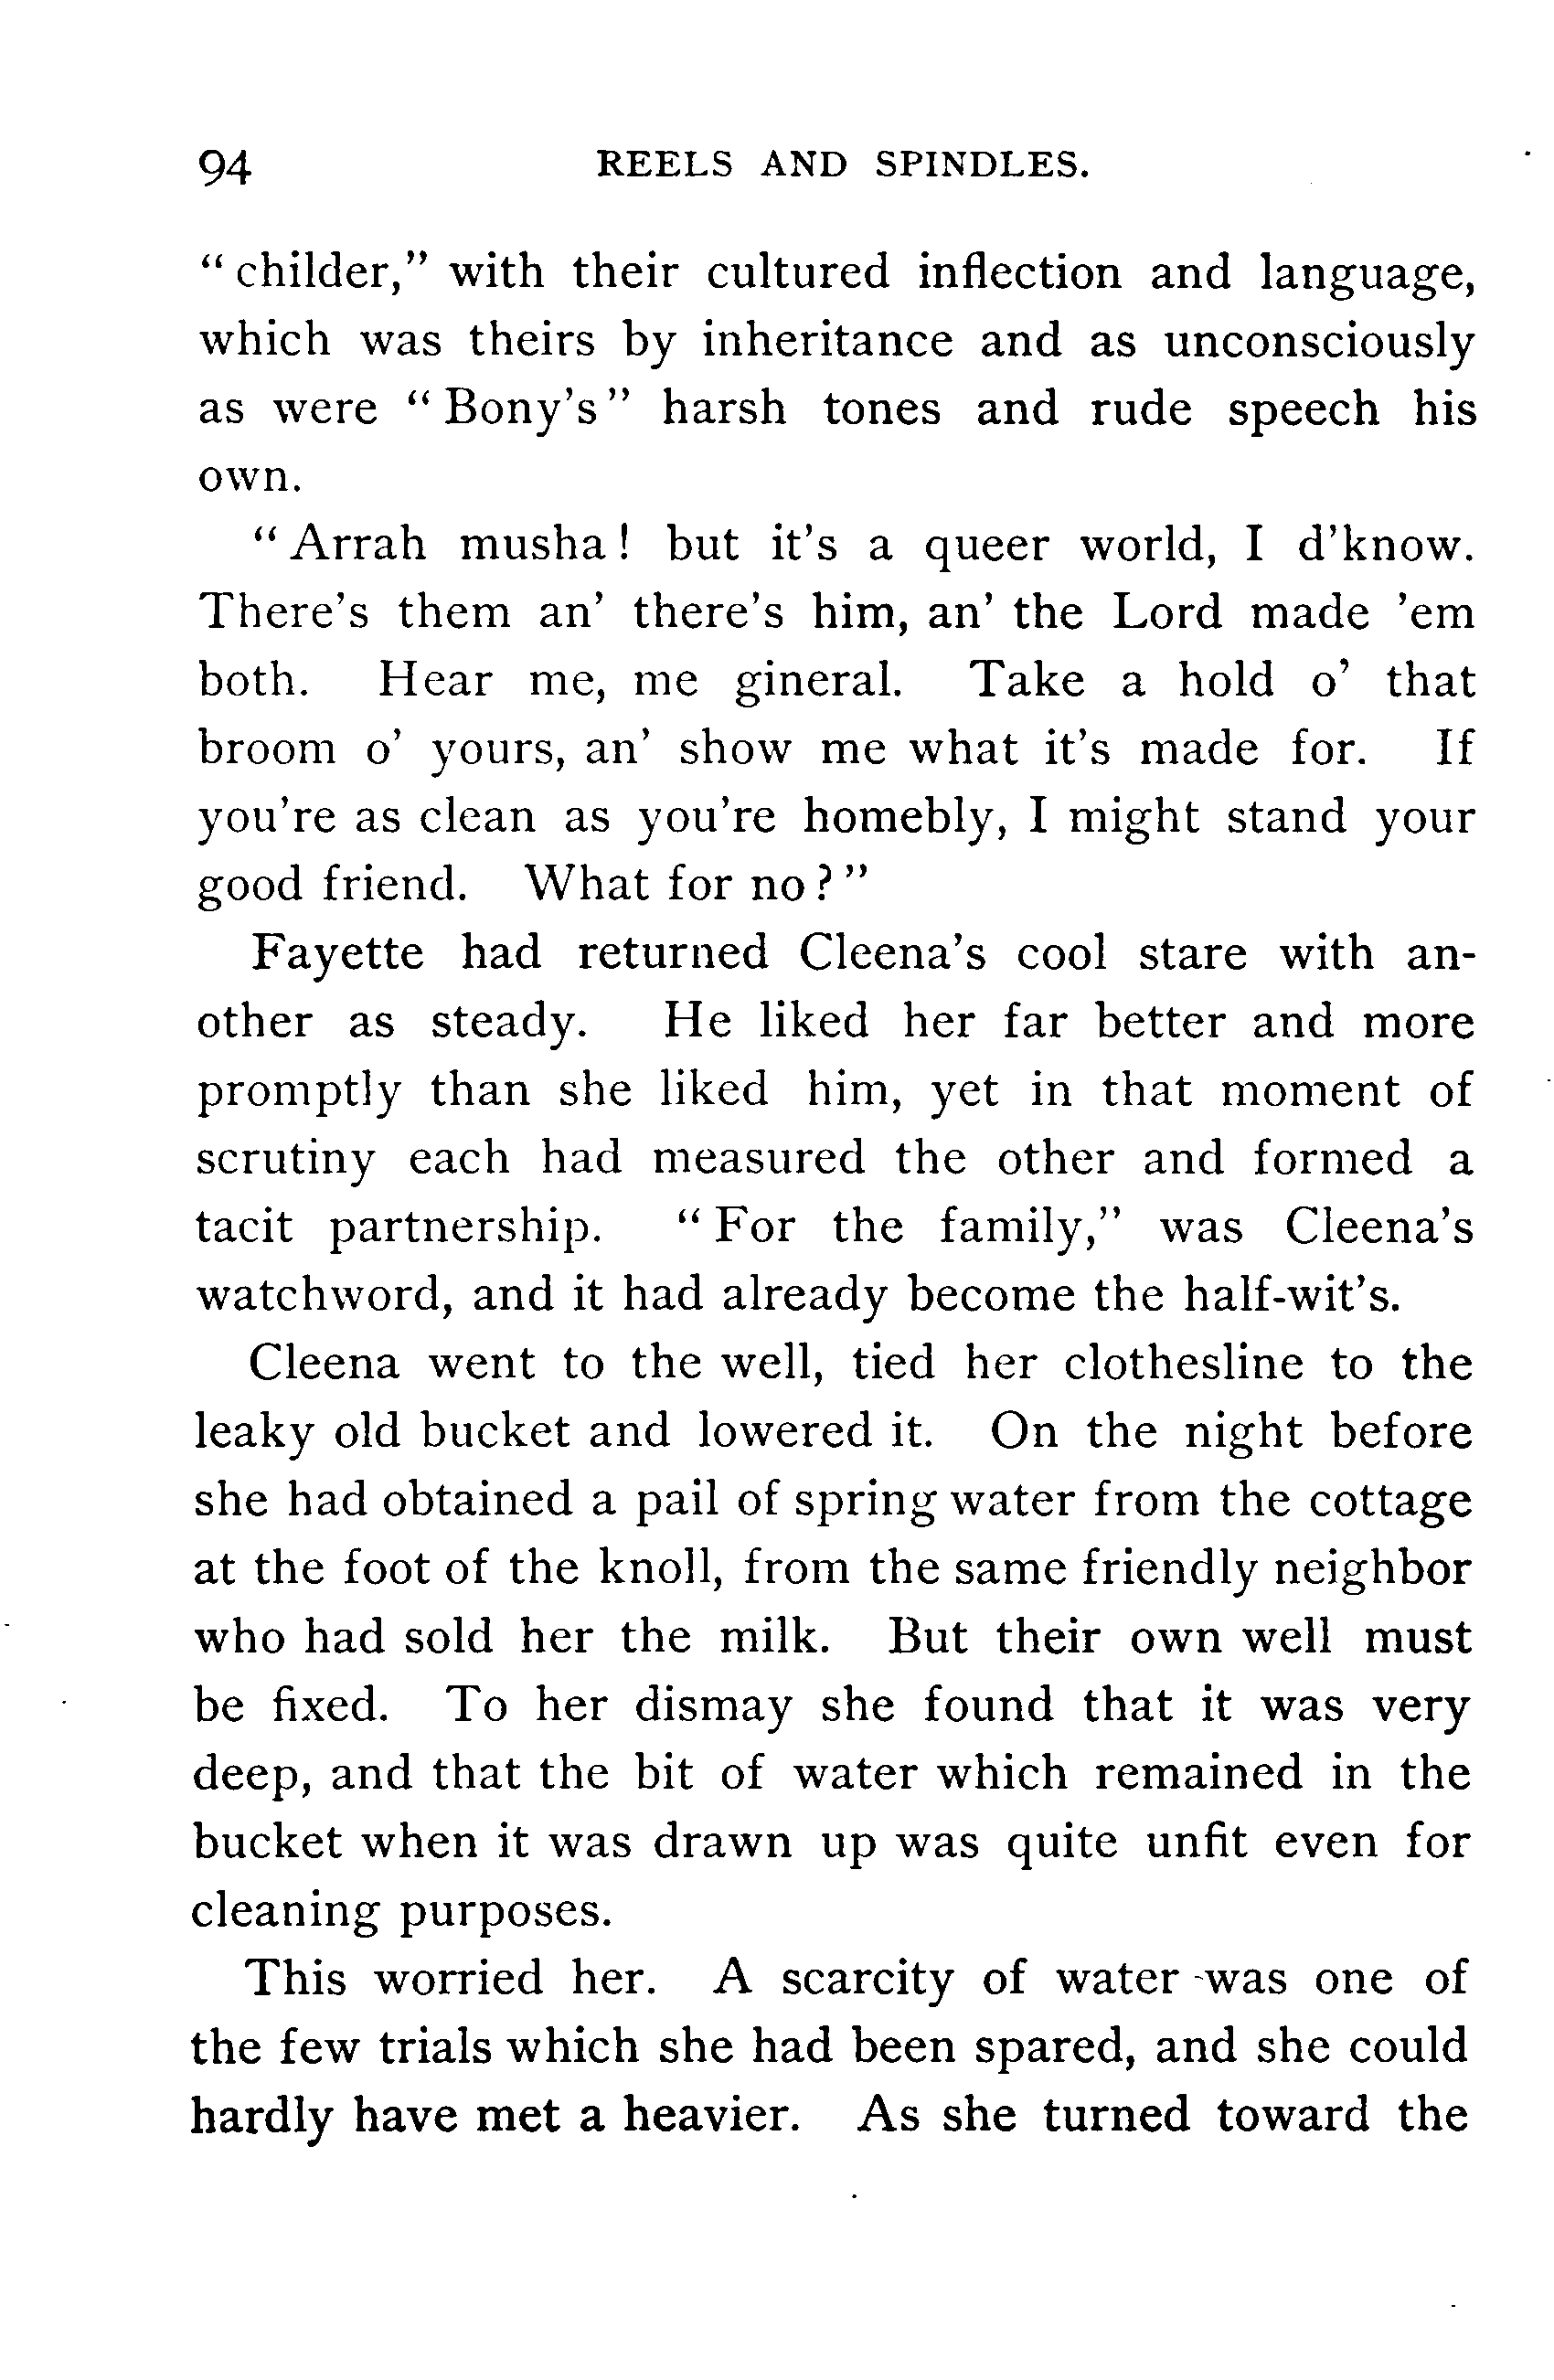 94 REELS AND SPINDLES.
“childer,” with their cultured inflection and language,
which was theirs by inheritance and as unconsciously
as were “Bony’s” harsh tones and rude speech his
own.
“Arrah musha! but it’s a queer world, I d’know.
There’s them an’ there’s him, an’ the Lord made ’em
both. Hear me, me gineral. Take a hold o’ that
broom o’ yours, an’ show me what it’s made for. If
you’re as clean as you’re homebly, I might stand your
good friend. What for no?”
Fayette had returned Cleena’s cool stare with an-
other as steady. He liked her far better and more
promptly than she liked him, yet in that moment of
scrutiny each had measured the other and formed a
tacit partnership. “For the family,” was Cleena’s
watchword, and it had already become the half-wit’s.
Cleena went to the well, tied her clothesline to the
leaky old bucket and lowered it. On the night before
she had obtained a pail of spring water from the cottage
at the foot of the knoll, from the same friendly neighbor
who had sold her the milk. But their own well must
be fixed. To her dismay she found that it was very
deep, and that the bit of water which remained in the
bucket when it was drawn up was quite unfit even for
cleaning purposes.
This worried her. A scarcity of water was one of
the few trials which she had been spared, and she could
hardly have met a heavier. As she turned toward the